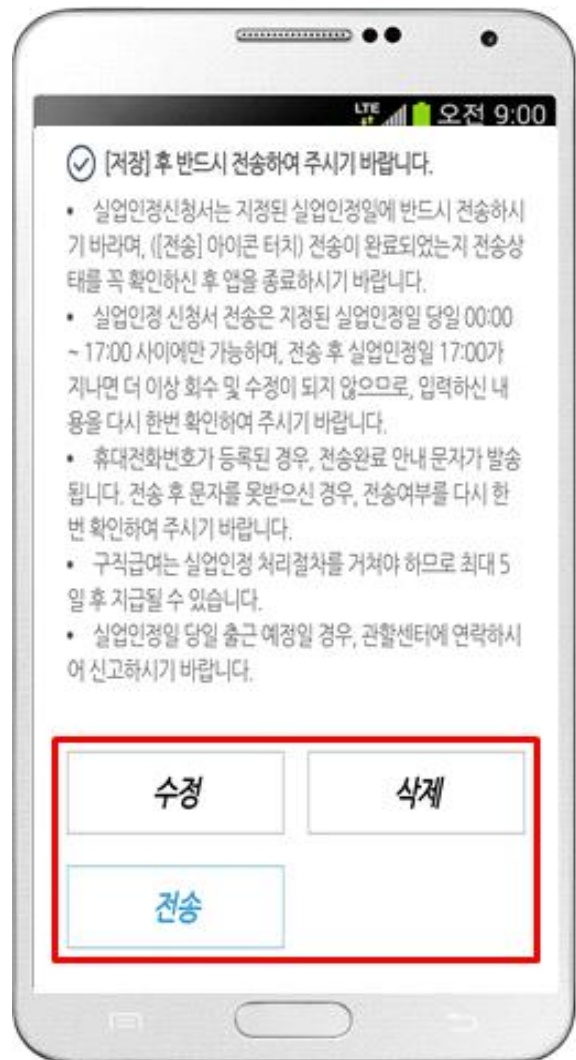 LTE 오전 9:00
[저장] 후 반드시 전송하여 주시기 바랍니다.
• 실업인정신청서는 지정된 실업인정일에 반드시 전송하시
기 바라며, ([전송] 아이콘 터치) 전송이 완료되었는지 전송상
태를 꼭 확인하신 후 앱을 종료하시기 바랍니다.
• 실업인정 신청서 전송은 지정된 실업인정일 당일 00:00
~ 17:00 사이에만 가능하며, 전송 후 실업인정일 17:00가
지나면 더 이상 회수 및 수정이 되지 않으므로, 입력하신 내
용을 다시 한번 확인하여 주시기 바랍니다.
• 휴대전화번호가 등록된 경우, 전송완료 안내 문자가 발송
됩니다. 전송 후 문자를 못받으신 경우, 전송여부를 다시 한
번 확인하여 주시기 바랍니다.
• 구직급여는 실업인정 처리절차를 거쳐야 하므로 최대 5
일 후 지급될 수 있습니다.
• 실업인정일 당일 출근 예정일 경우, 관할센터에 연락하시
어 신고하시기 바랍니다.
수정 삭제
전송